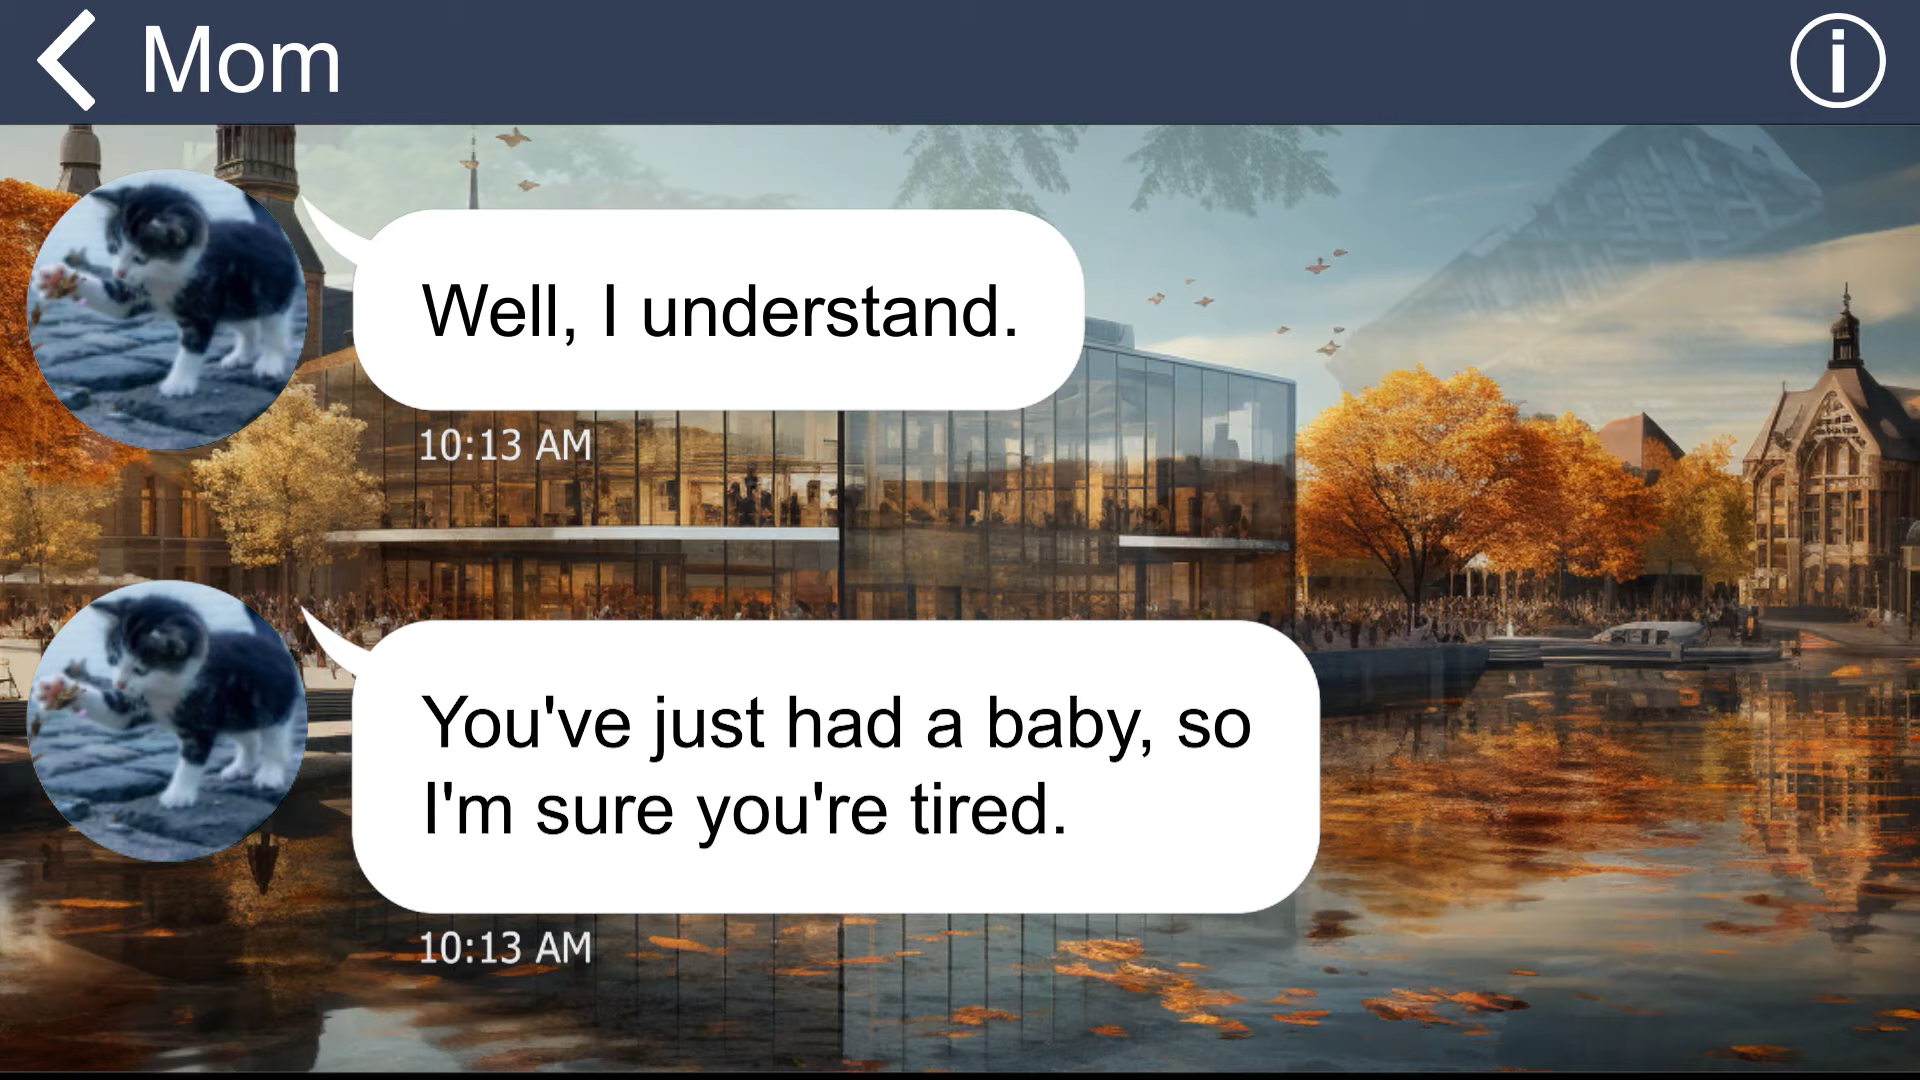 Mom
Well, I understand.
10:13 AM
You've just had a baby, so
I'm sure you're tired.
10:13 AM